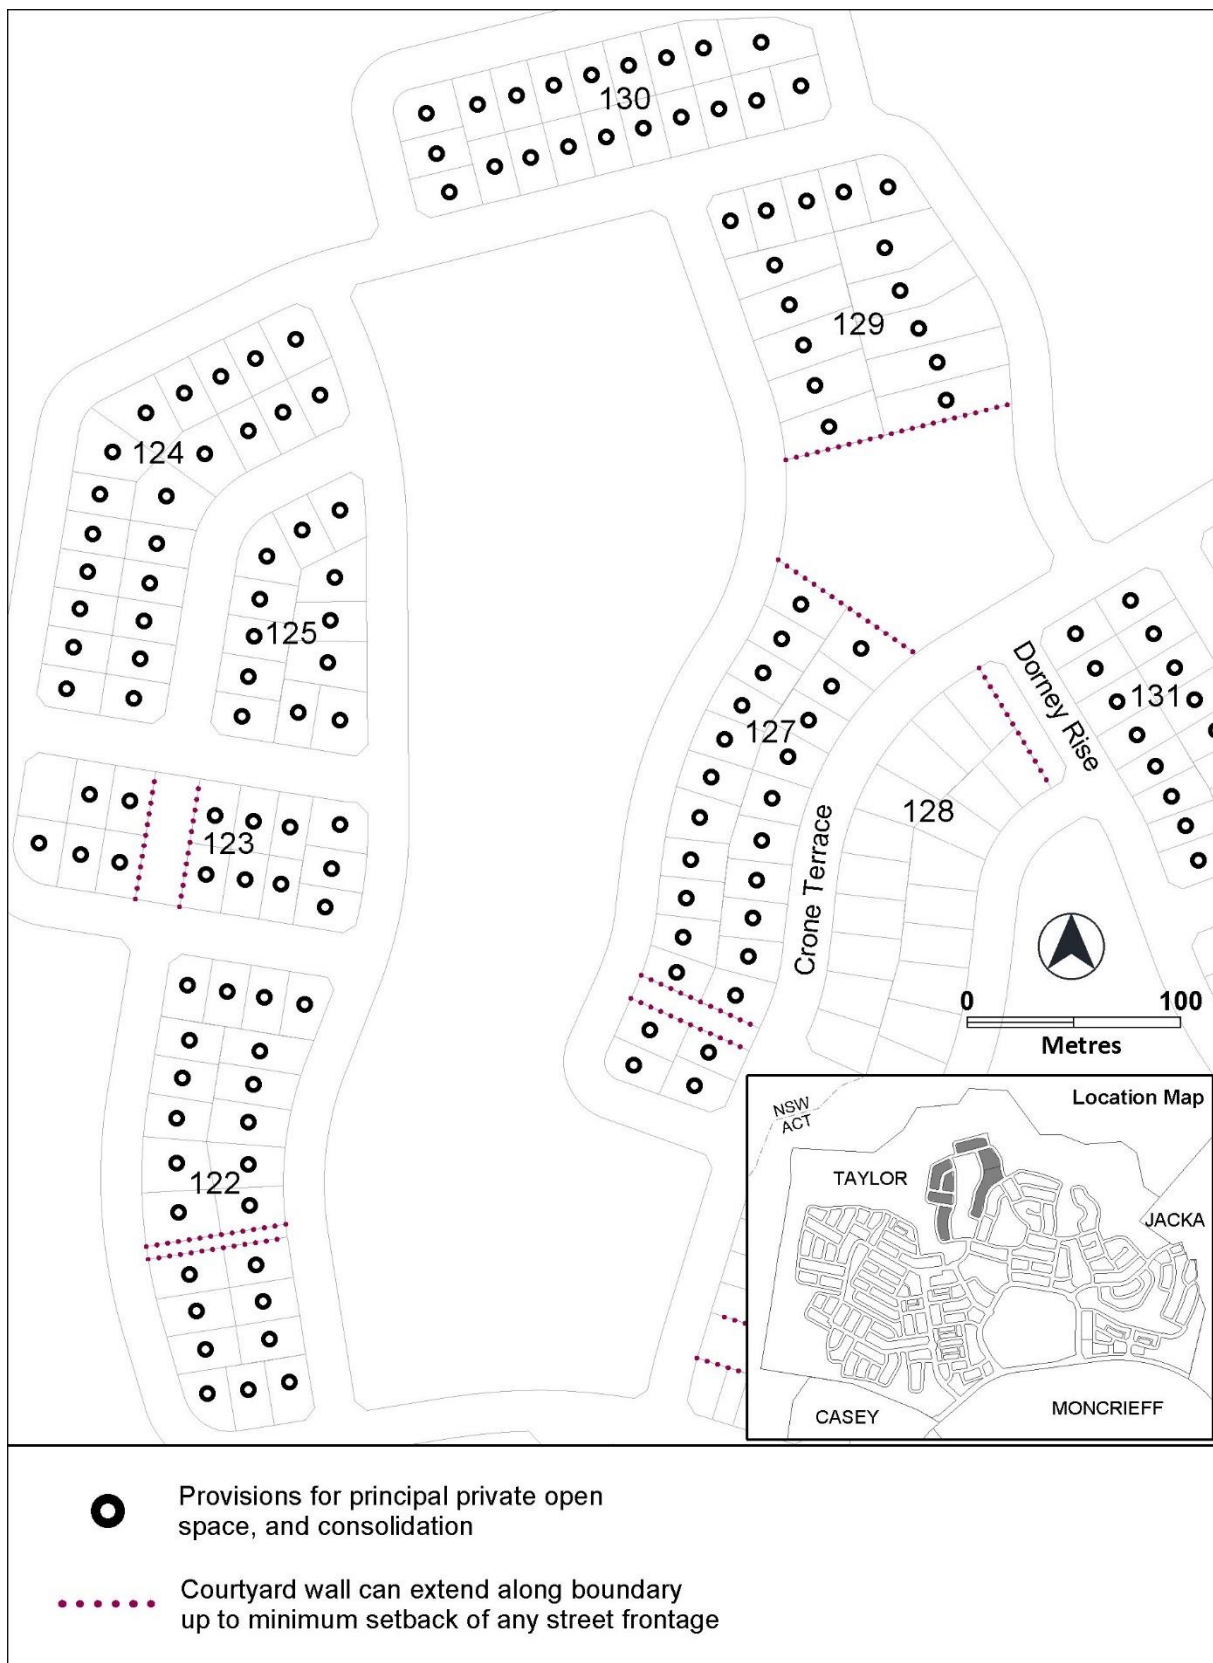 130
129
124
125
Dorney Rise
131
127
128
123
Crone Terrace
0 100
Metres
122
Location Map
NSW
ACT
TAYLOR
JACKA
MONCRIEFF
CASEY
Provisions for principal private open
space, and consolidation
Courtyard wall can extend along boundary
up to minimum setback of any street frontage